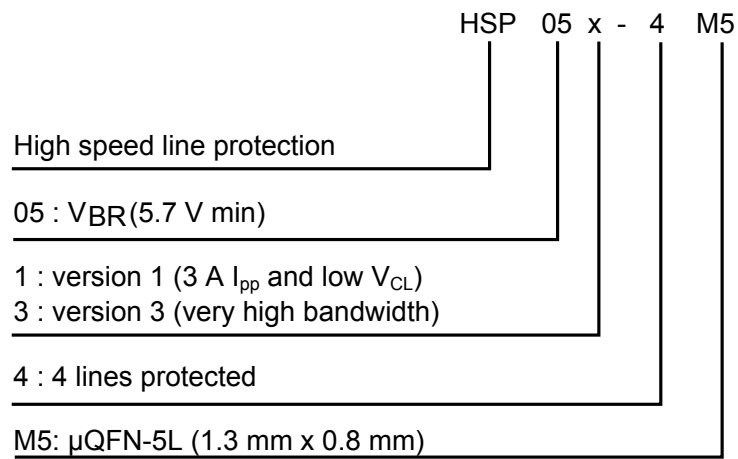 HSP 05 x - 4 M5
High speed line protection
05 : VBR(5.7 V min)
1 : version 1 (3 A Ipp and low VCL)
3 : version 3 (very high bandwidth)
4 : 4 lines protected
M5: µQFN-5L (1.3 mm x 0.8 mm)